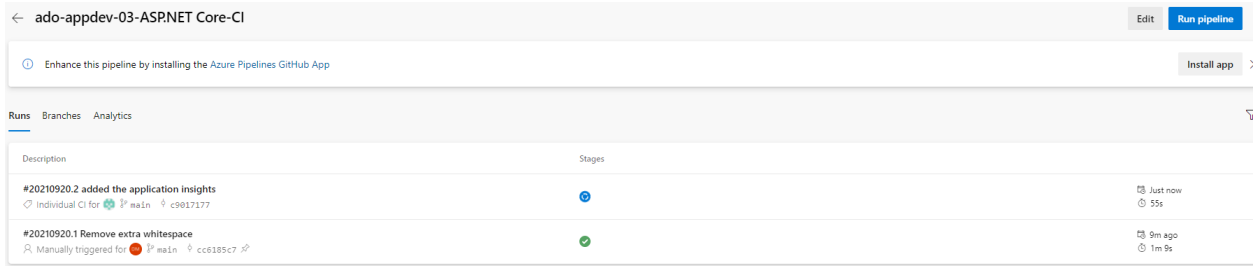 ado-appdev-03-ASP.NET Core-CI
Edit
Run pipeline
Enhance this pipeline by installing the Azure Pipelines GitHub App
Install app
Runs Branches Analytics
Description Stages
#20210920.2 added the application insights
Individual CI for main c9017177
Just now
55s
#20210920.1 Remove extra whitespace
Manually triggered for DM main cc6185c7
9m ago
1m 9s